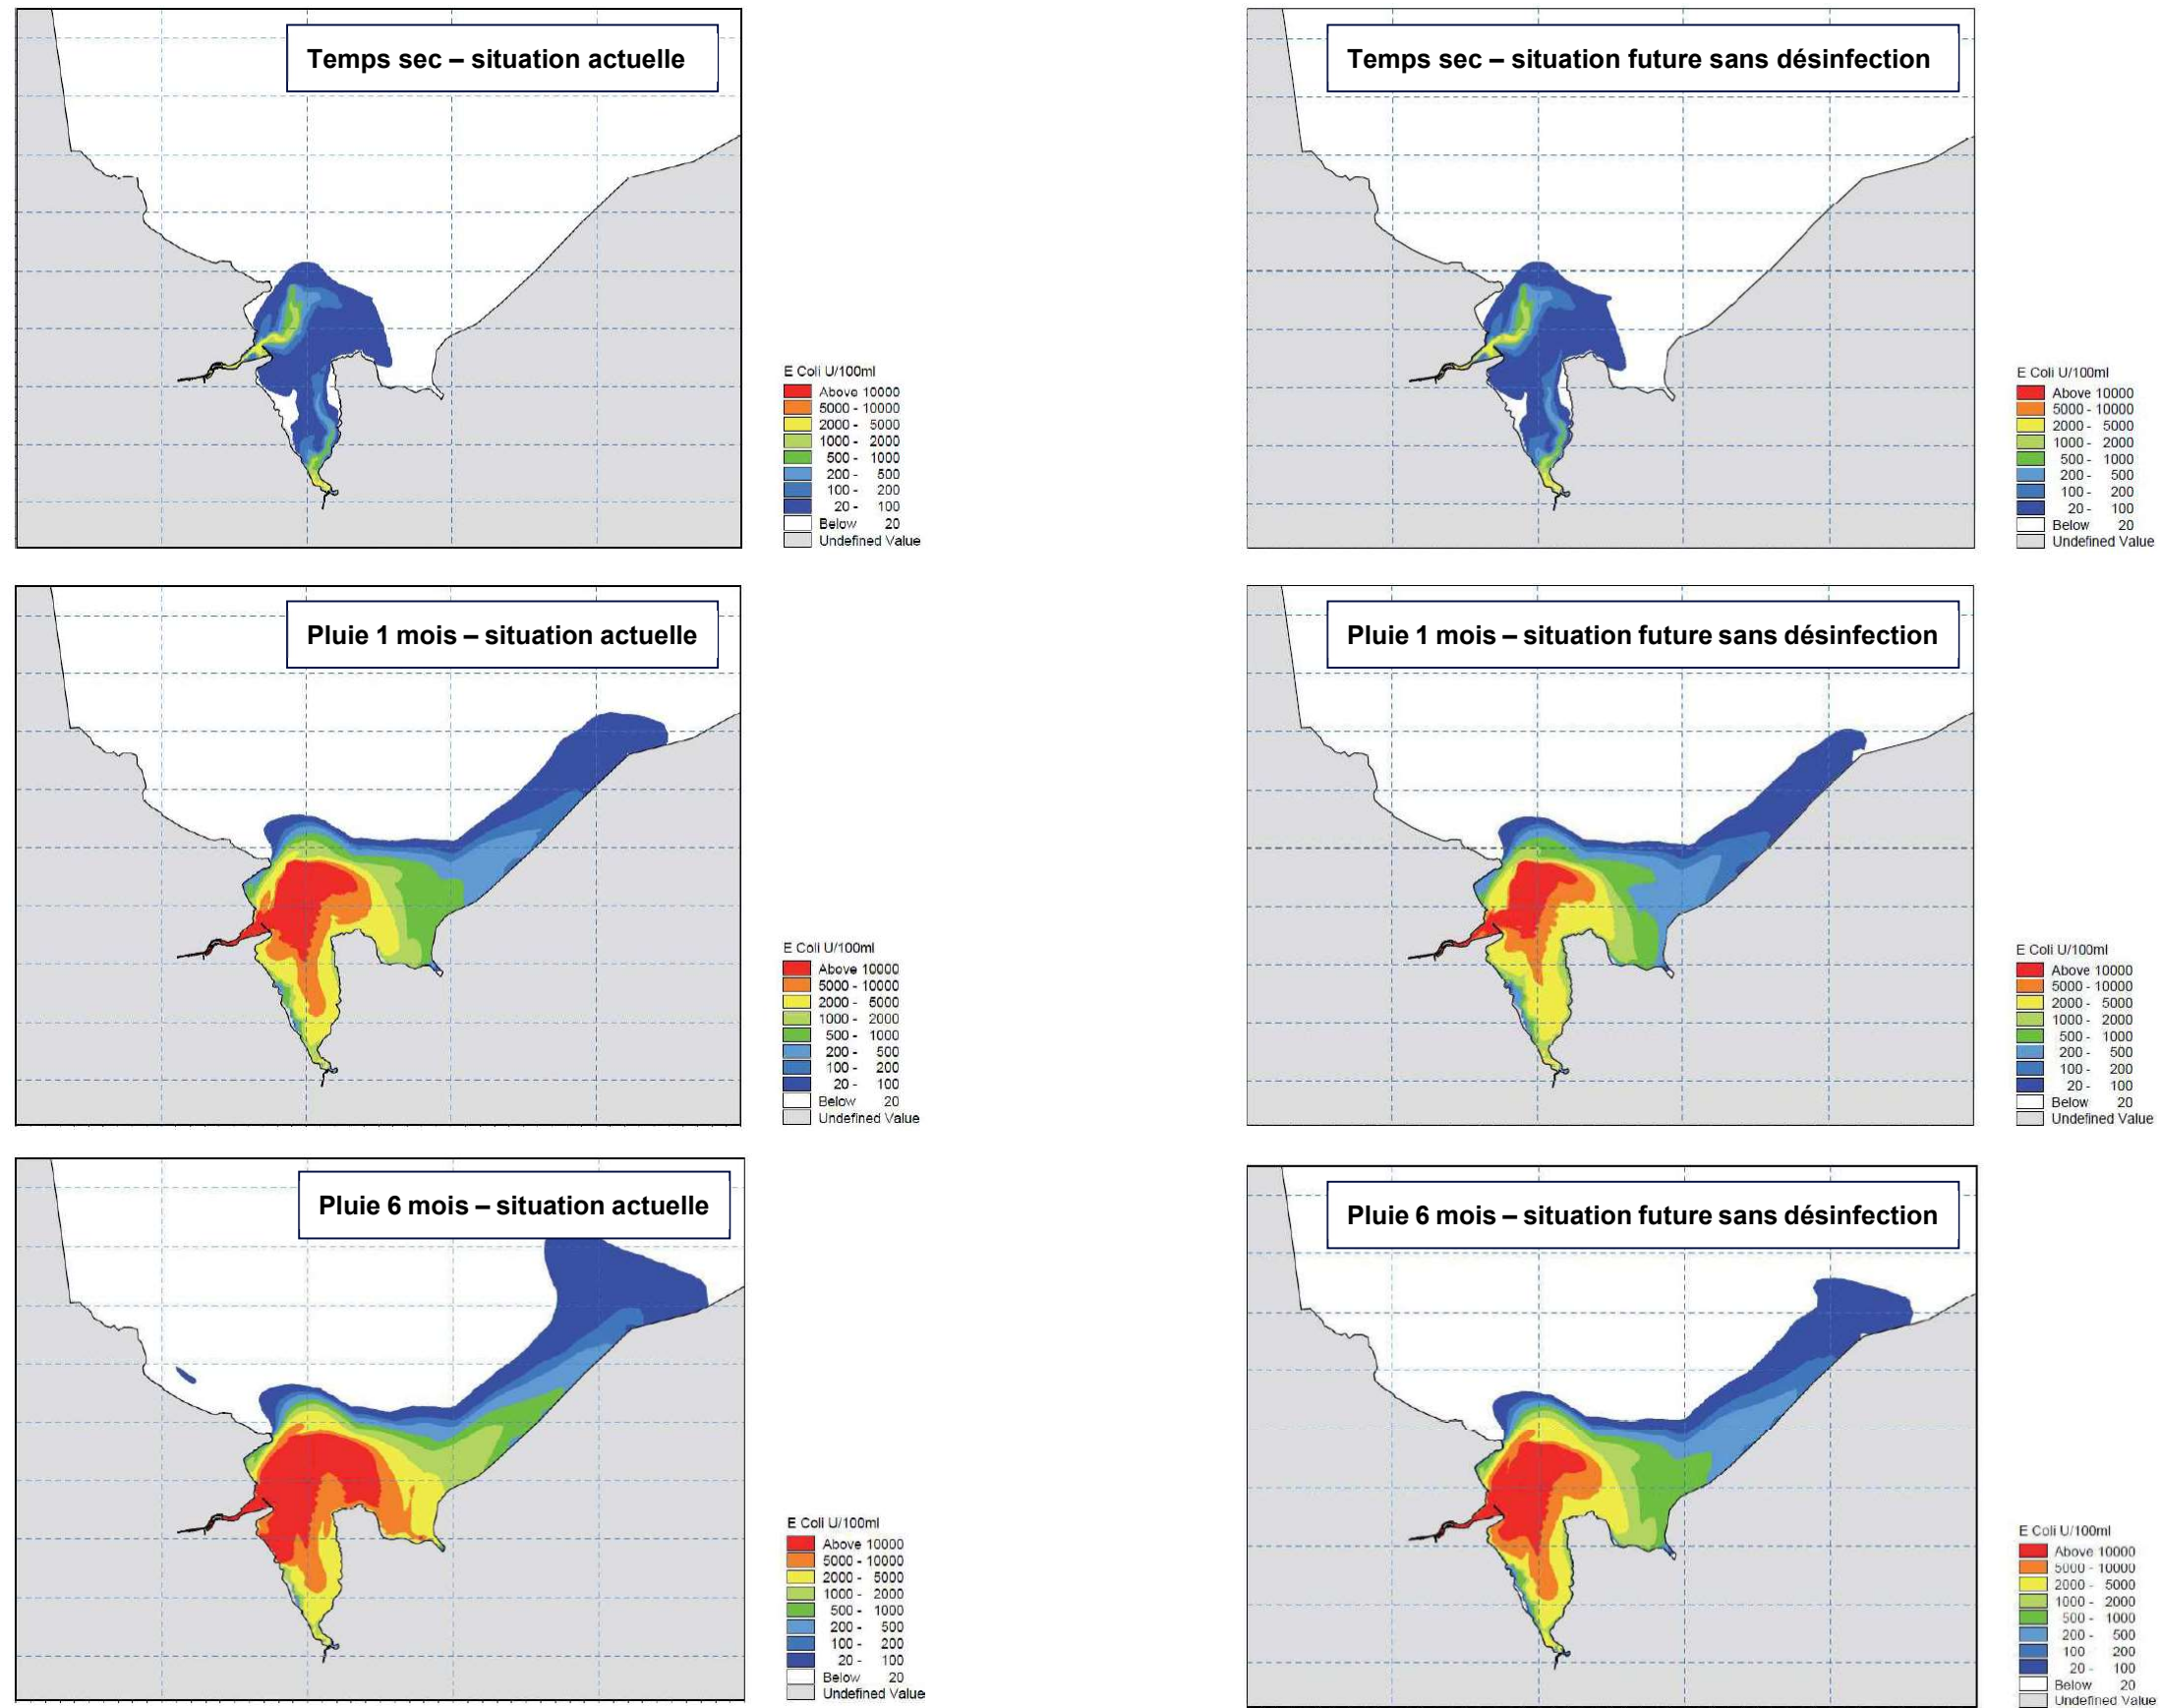 Temps sec – situation actuelle
E Coli U/100ml
Above 10000
5000 - 10000
2000 - 5000
1000 - 2000
500 - 1000
200 - 500
100 - 200
20 - 100
Below 20
Undefined Value
Temps sec – situation future sans désinfection
E Coli U/100ml
Above 10000
5000 - 10000
2000 - 5000
1000 - 2000
500 - 1000
200 - 500
100 - 200
20 - 100
Below 20
Undefined Value
Pluie 1 mois – situation actuelle
E Coli U/100ml
Above 10000
5000 - 10000
2000 - 5000
1000 - 2000
500 - 1000
200 - 500
100 - 200
20 - 100
Below 20
Undefined Value
Pluie 1 mois – situation future sans désinfection
E Coli U/100ml
Above 10000
5000 - 10000
2000 - 5000
1000 - 2000
500 - 1000
200 - 500
100 - 200
20 - 100
Below 20
Undefined Value
Pluie 6 mois – situation actuelle
E Coli U/100ml
Above 10000
5000 - 10000
2000 - 5000
1000 - 2000
500 - 1000
200 - 500
100 - 200
20 - 100
Below 20
Undefined Value
Pluie 6 mois – situation future sans désinfection
E Coli U/100ml
Above 10000
5000 - 10000
2000 - 5000
1000 - 2000
500 - 1000
200 - 500
100 200
20 - 100
Below 20
Undefined Value